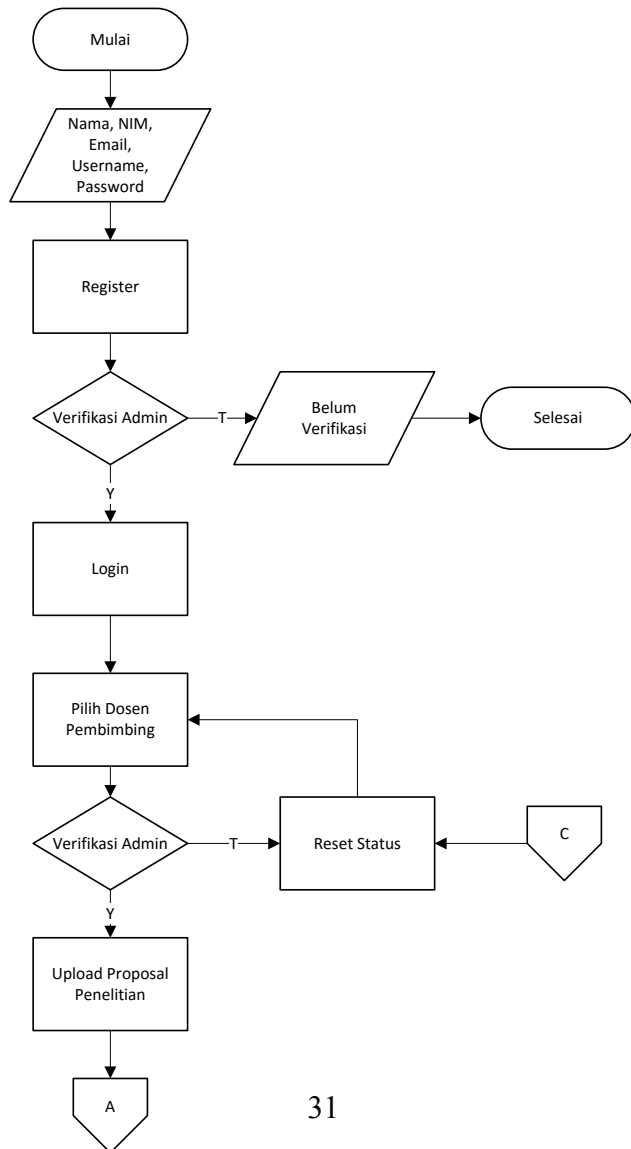 Mulai
Nama, NIM,
Email,
Username,
Password
Register
Verifikasi Admin
T
Belum
Verifikasi
Selesai
Y
Login
Pilih Dosen
Pembimbing
Verifikasi Admin
T
Reset Status
C
Y
Upload Proposal
Penelitian
A
31